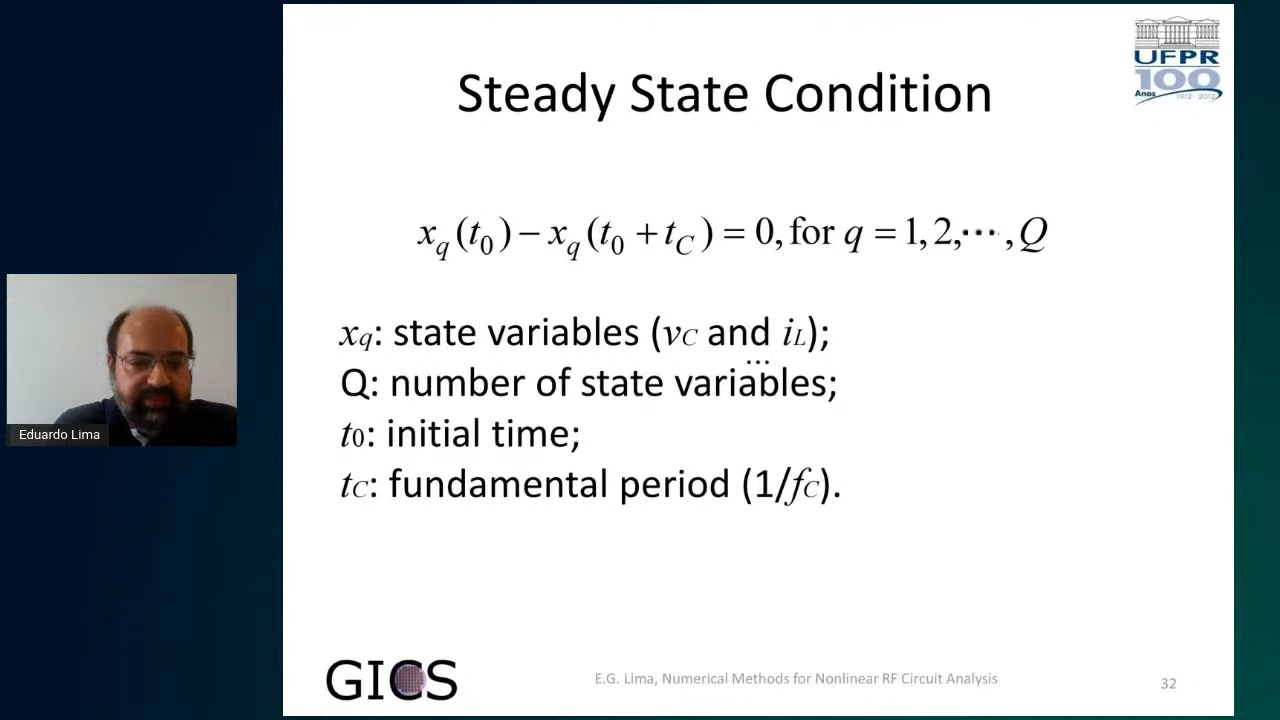 UFPR
100
Anos 1912 - 2012
Steady State Condition
x_q(t_0) − x_q(t_0 + t_C) = 0, for q = 1, 2, ⋯ , Q
x_q: state variables (v_C and i_L);
...
Q: number of state variables;
t_0: initial time;
t_C: fundamental period (1/f_C).
Eduardo Lima
GICS
E.G. Lima, Numerical Methods for Nonlinear RF Circuit Analysis
32